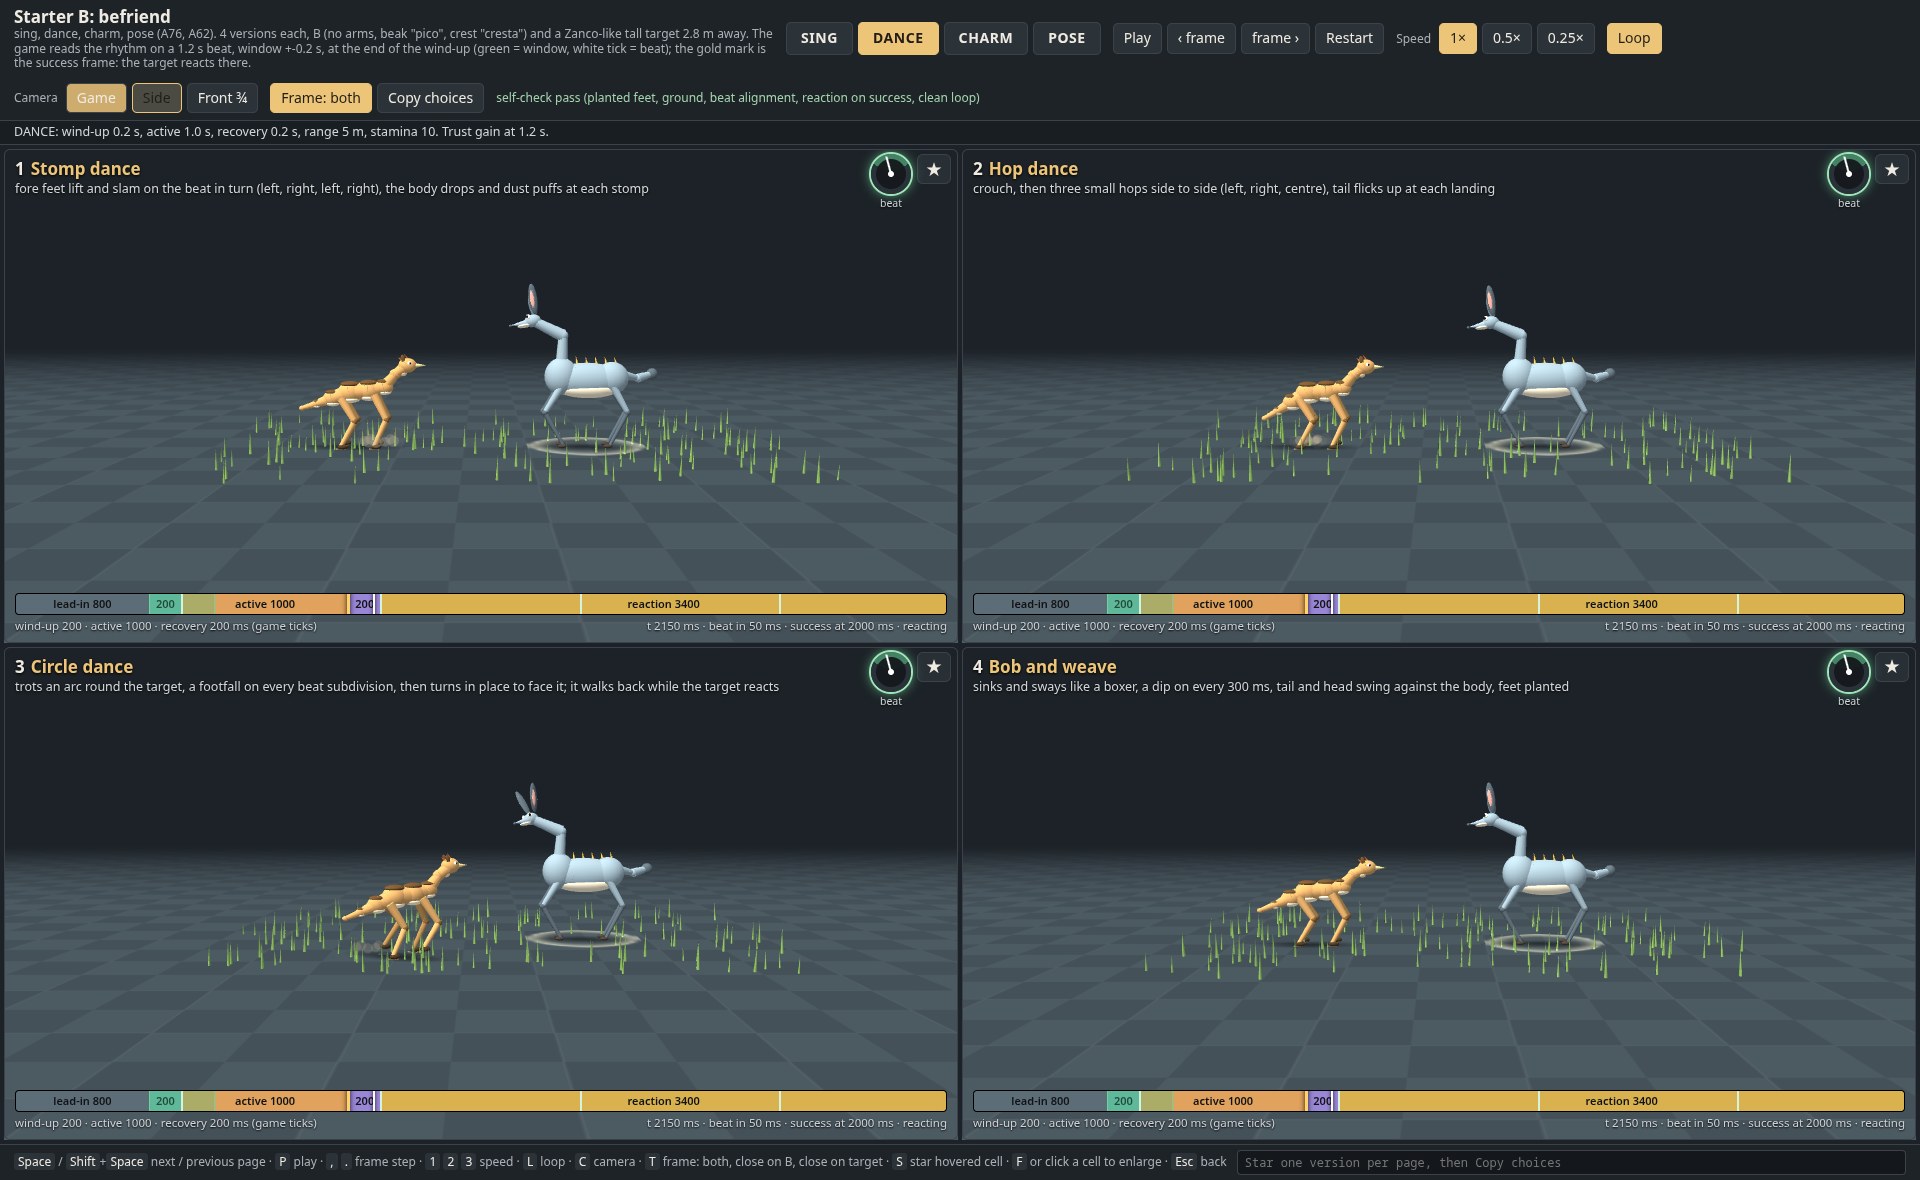 Starter B: befriend
sing, dance, charm, pose (A76, A62). 4 versions each, B (no arms, beak "pico", crest "cresta") and a Zanco-like tall target 2.8 m away. The
game reads the rhythm on a 1.2 s beat, window +-0.2 s, at the end of the wind-up (green = window, white tick = beat); the gold mark is
the success frame: the target reacts there.
SING DANCE CHARM POSE Play ‹ frame frame › Restart Speed 1× 0.5× 0.25× Loop
Camera Game Side Front ¾ Frame: both Copy choices self-check pass (planted feet, ground, beat alignment, reaction on success, clean loop)
DANCE: wind-up 0.2 s, active 1.0 s, recovery 0.2 s, range 5 m, stamina 10. Trust gain at 1.2 s.
1 Stomp dance
fore feet lift and slam on the beat in turn (left, right, left, right), the body drops and dust puffs at each stomp
beat
★
lead-in 800 200 active 1000 200 reaction 3400
wind-up 200 · active 1000 · recovery 200 ms (game ticks) t 2150 ms · beat in 50 ms · success at 2000 ms · reacting
2 Hop dance
crouch, then three small hops side to side (left, right, centre), tail flicks up at each landing
beat
★
lead-in 800 200 active 1000 200 reaction 3400
wind-up 200 · active 1000 · recovery 200 ms (game ticks) t 2150 ms · beat in 50 ms · success at 2000 ms · reacting
3 Circle dance
trots an arc round the target, a footfall on every beat subdivision, then turns in place to face it; it walks back while the target reacts
beat
★
lead-in 800 200 active 1000 200 reaction 3400
wind-up 200 · active 1000 · recovery 200 ms (game ticks) t 2150 ms · beat in 50 ms · success at 2000 ms · reacting
4 Bob and weave
sinks and sways like a boxer, a dip on every 300 ms, tail and head swing against the body, feet planted
beat
★
lead-in 800 200 active 1000 200 reaction 3400
wind-up 200 · active 1000 · recovery 200 ms (game ticks) t 2150 ms · beat in 50 ms · success at 2000 ms · reacting
Space / Shift+Space next / previous page · P play · , . frame step · 1 2 3 speed · L loop · C camera · T frame: both, close on B, close on target · S star hovered cell · F or click a cell to enlarge · Esc back Star one version per page, then Copy choices